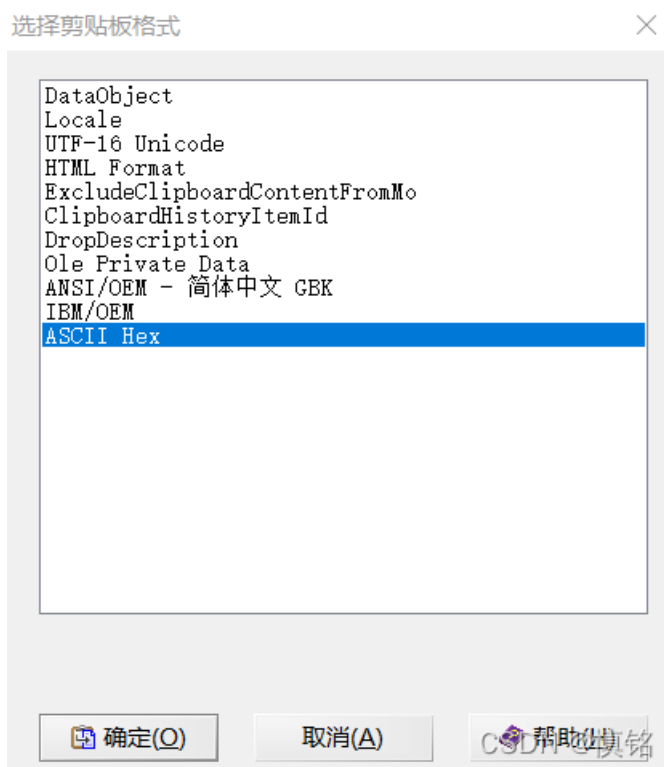 选择剪贴板格式
DataObject
Locale
UTF-16 Unicode
HTML Format
ExcludeClipboardContentFromMo
ClipboardHistoryItemId
DropDescription
Ole Private Data
ANSI/OEM - 简体中文 GBK
IBM/OEM
ASCII Hex
确定(O)
取消(A)
帮助(H)
CSDN @模铭